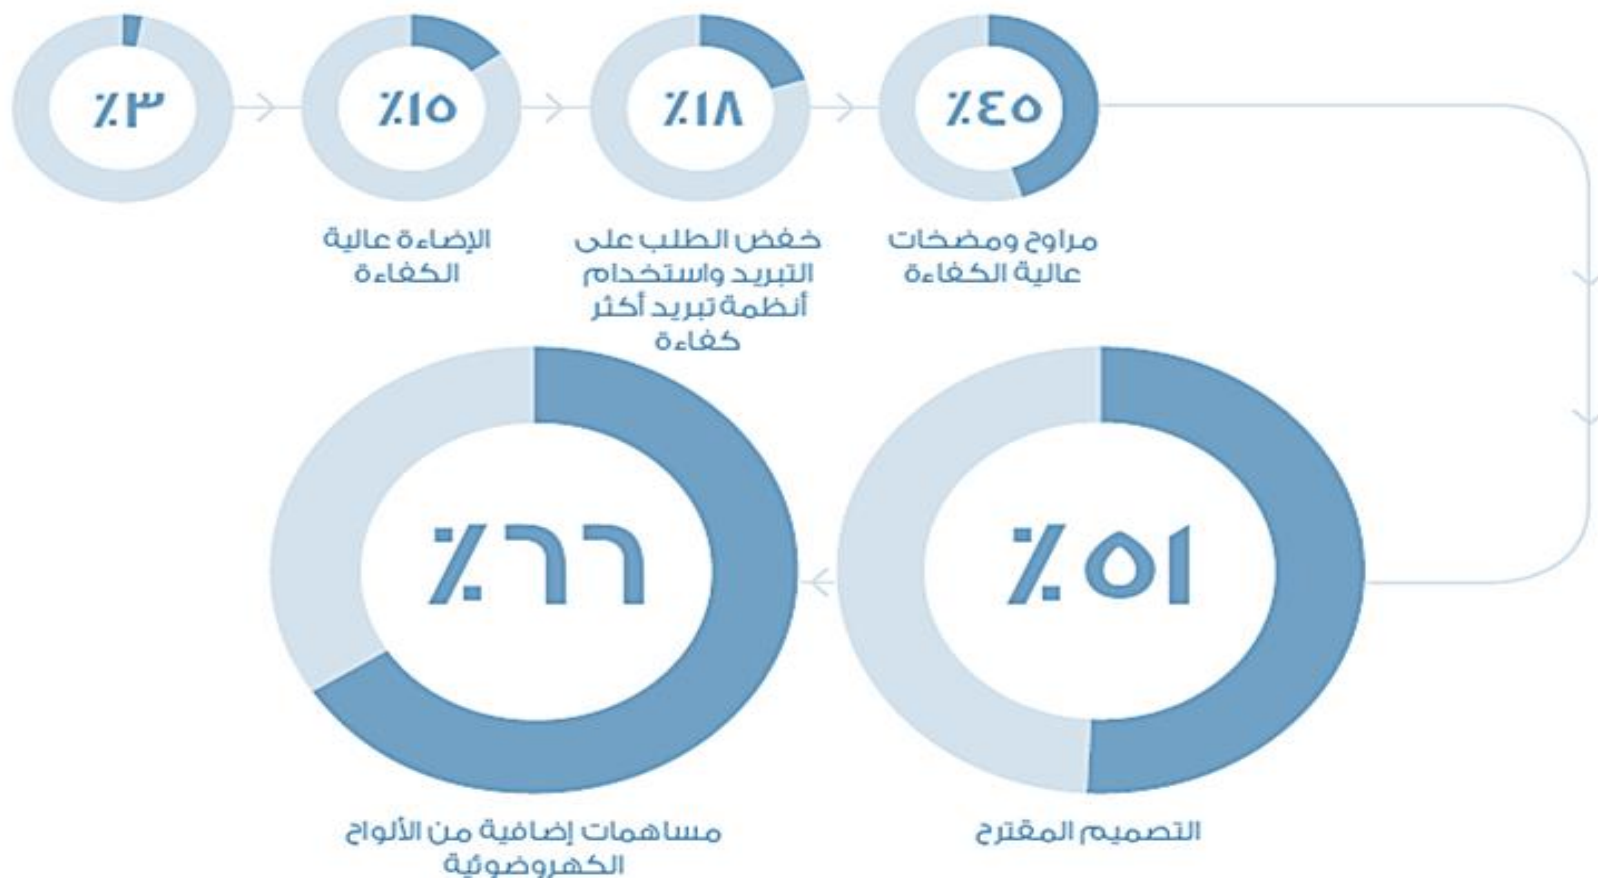 ٪٣
٪١٥
٪١٨
٪٤٥
الإضاءة عالية
الكفاءة
خفض الطلب على
التبريد واستخدام
أنظمة تبريد أكثر
كفاءة
مراوح ومضخات
عالية الكفاءة
٪٥١
٪٦٦
التصميم المقترح
مساهمات إضافية من الألواح
الكهروضوئية